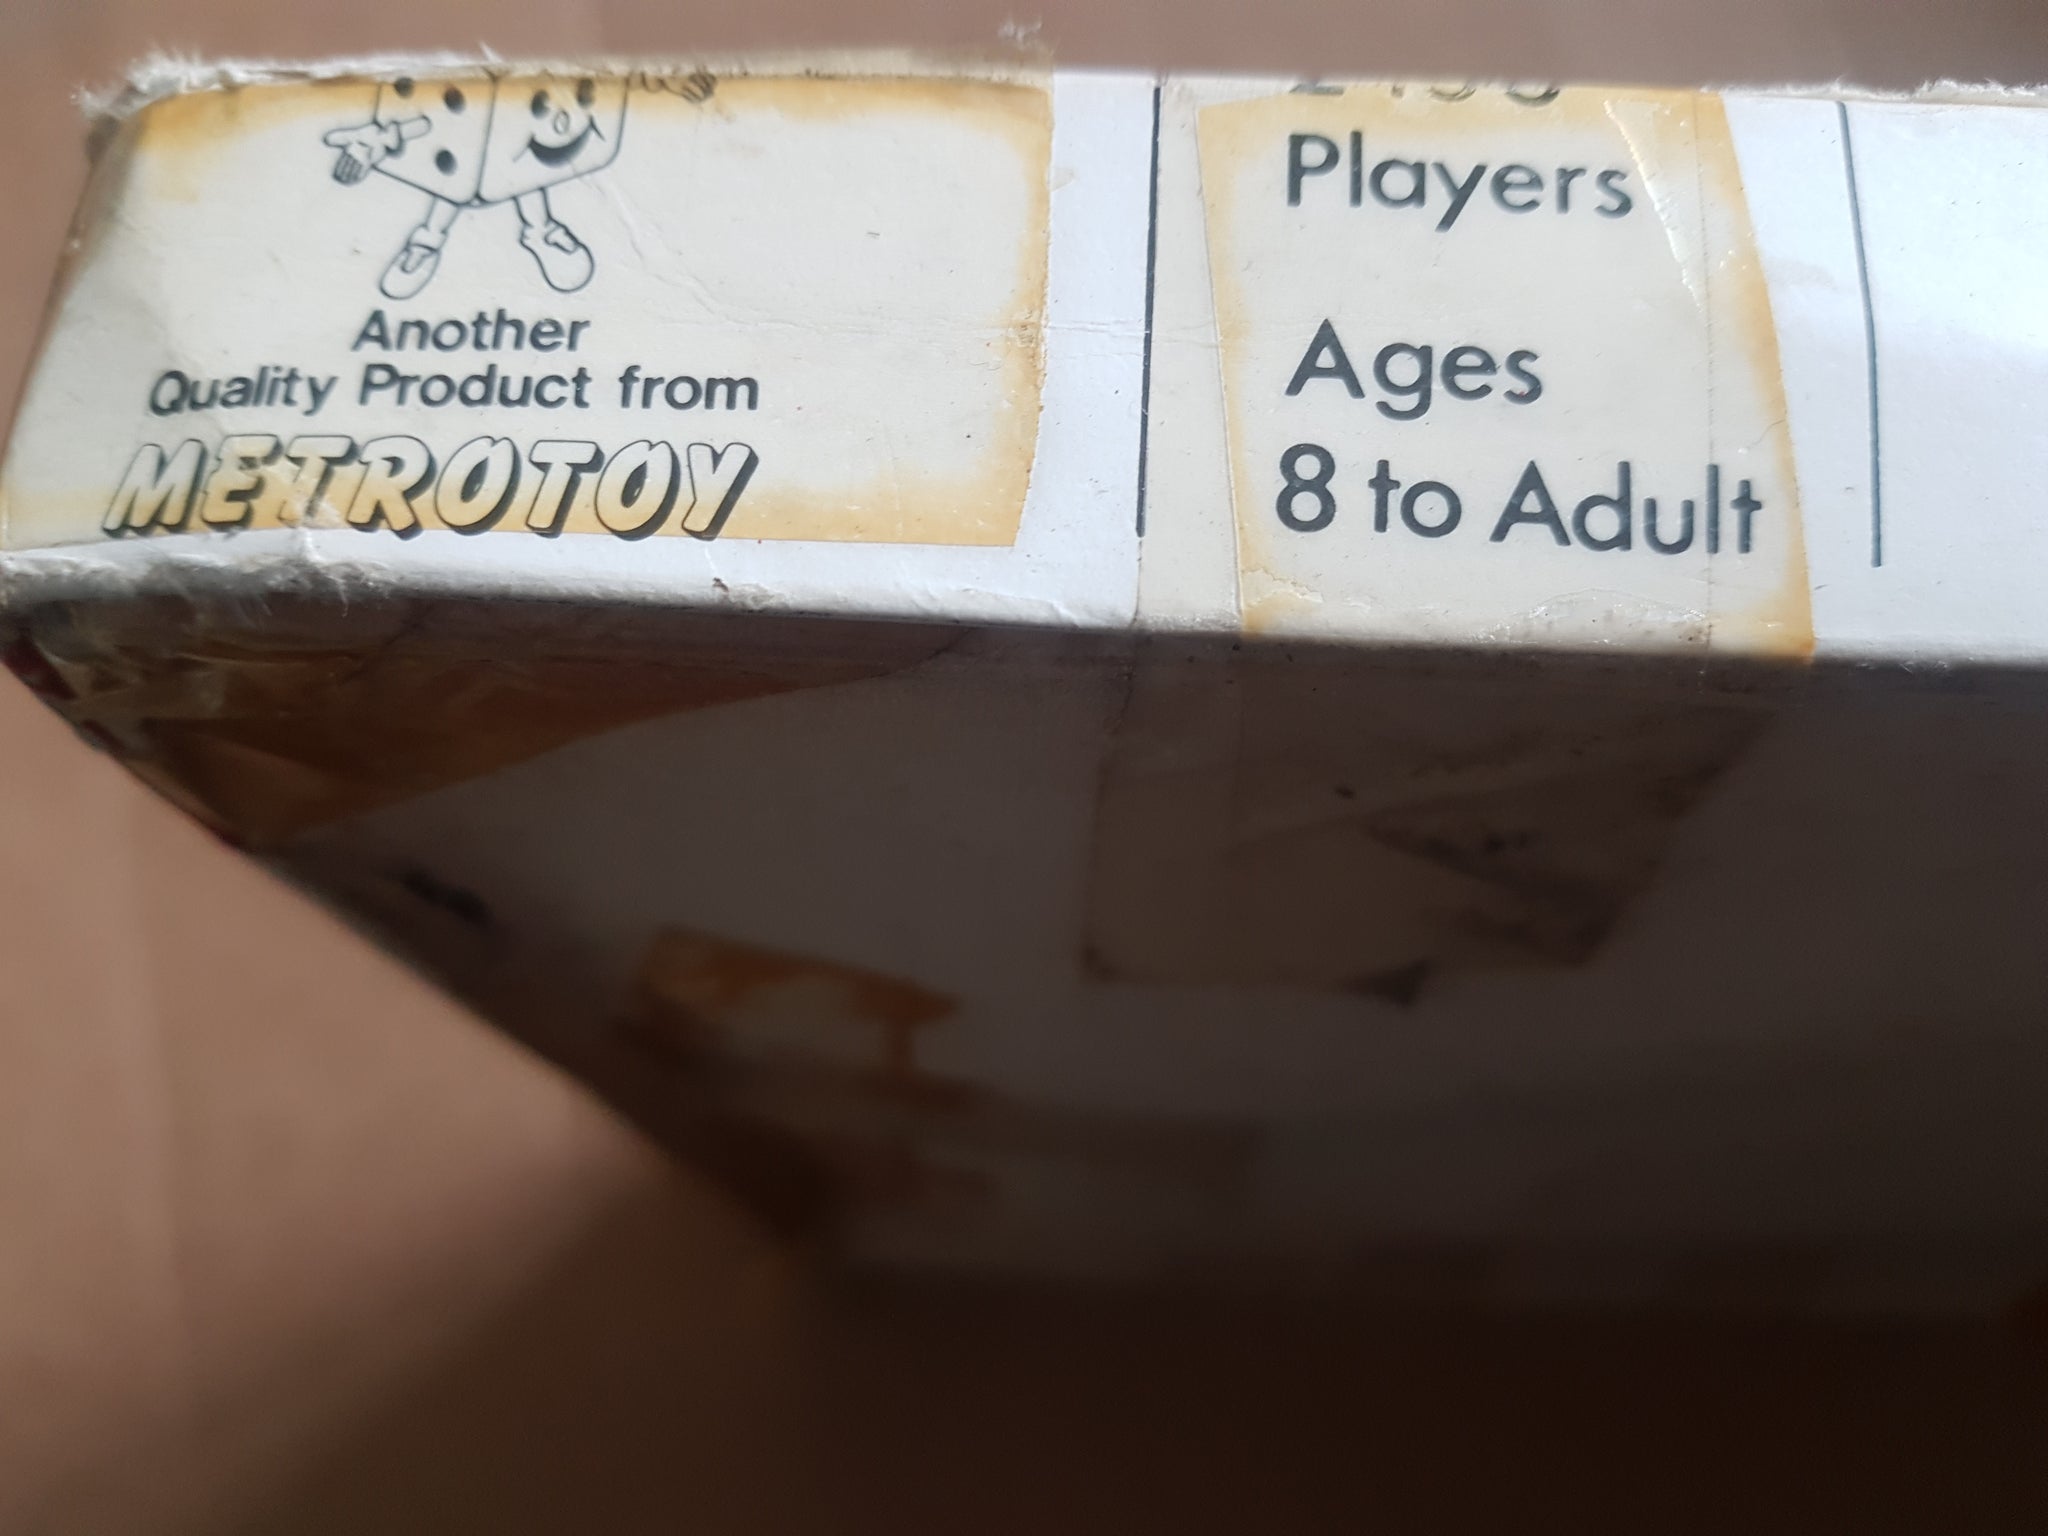 Another
Quality Product from
METROTOY
Players
Ages
8 to Adult